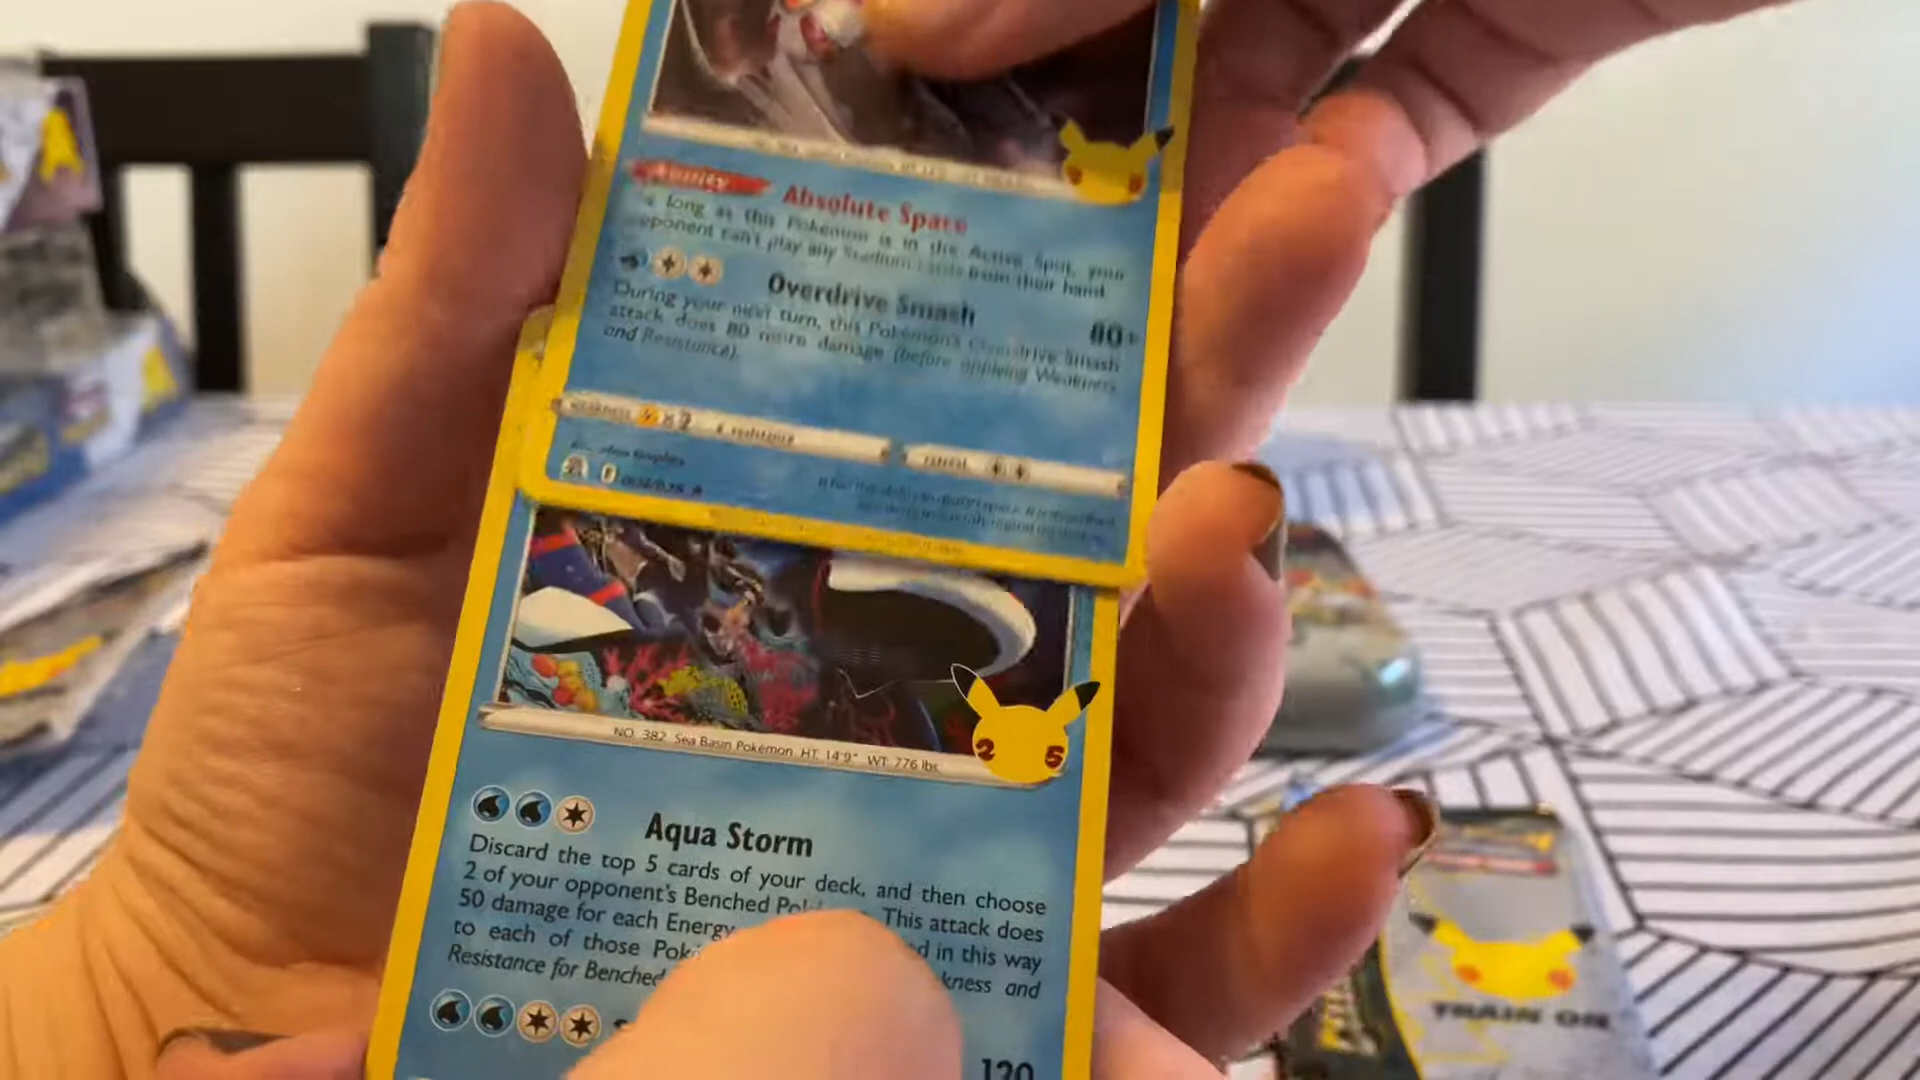 Ability Absolute Space
long as this Pokémon is in the Active Spot, your
opponent can't play any Stadium cards from their hand.
Overdrive Smash 80+
During your next turn, this Pokémon's Overdrive Smash
attack does 80 more damage (before applying Weakness
and Resistance).
weakness ×2 resistance retreat
NO. 382 Sea Basin Pokémon HT: 14'9" WT: 776 lbs.
2 5
Aqua Storm
Discard the top 5 cards of your deck, and then choose
2 of your opponent's Benched This attack does
50 damage for each Energy in this way
to each of those and
Resistance for Benched
120
TRAIN ON